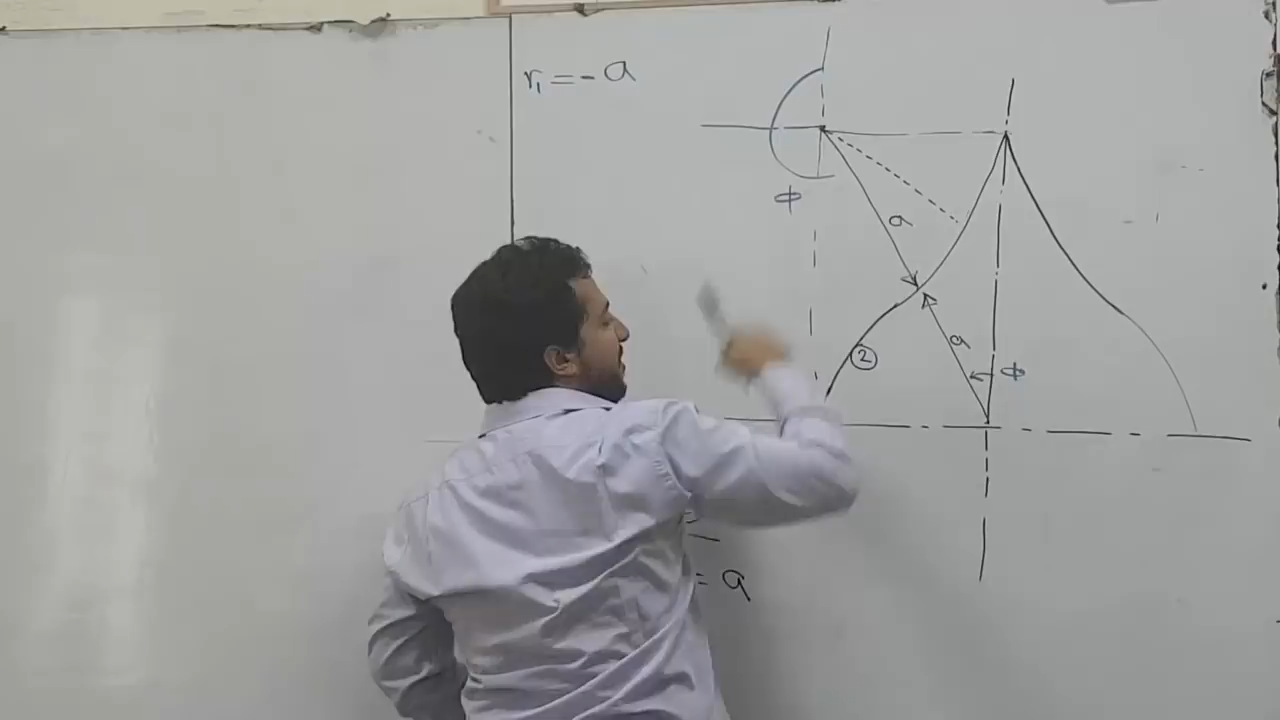 r₁ = - a
ϕ
a
a
②
ϕ
= a